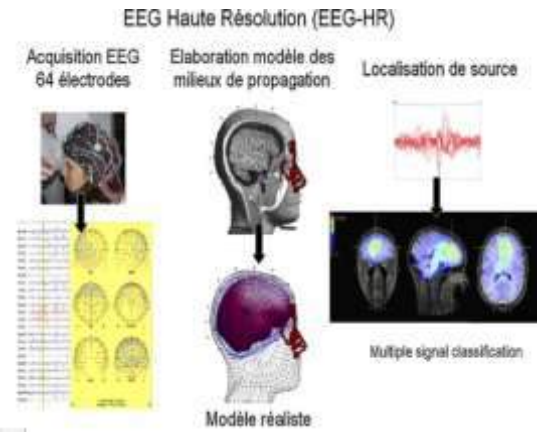 EEG Haute Résolution (EEG-HR)
Acquisition EEG
64 électrodes
Elaboration modèle des
milieux de propagation
Localisation de source
Multiple signal classification
Modèle réaliste